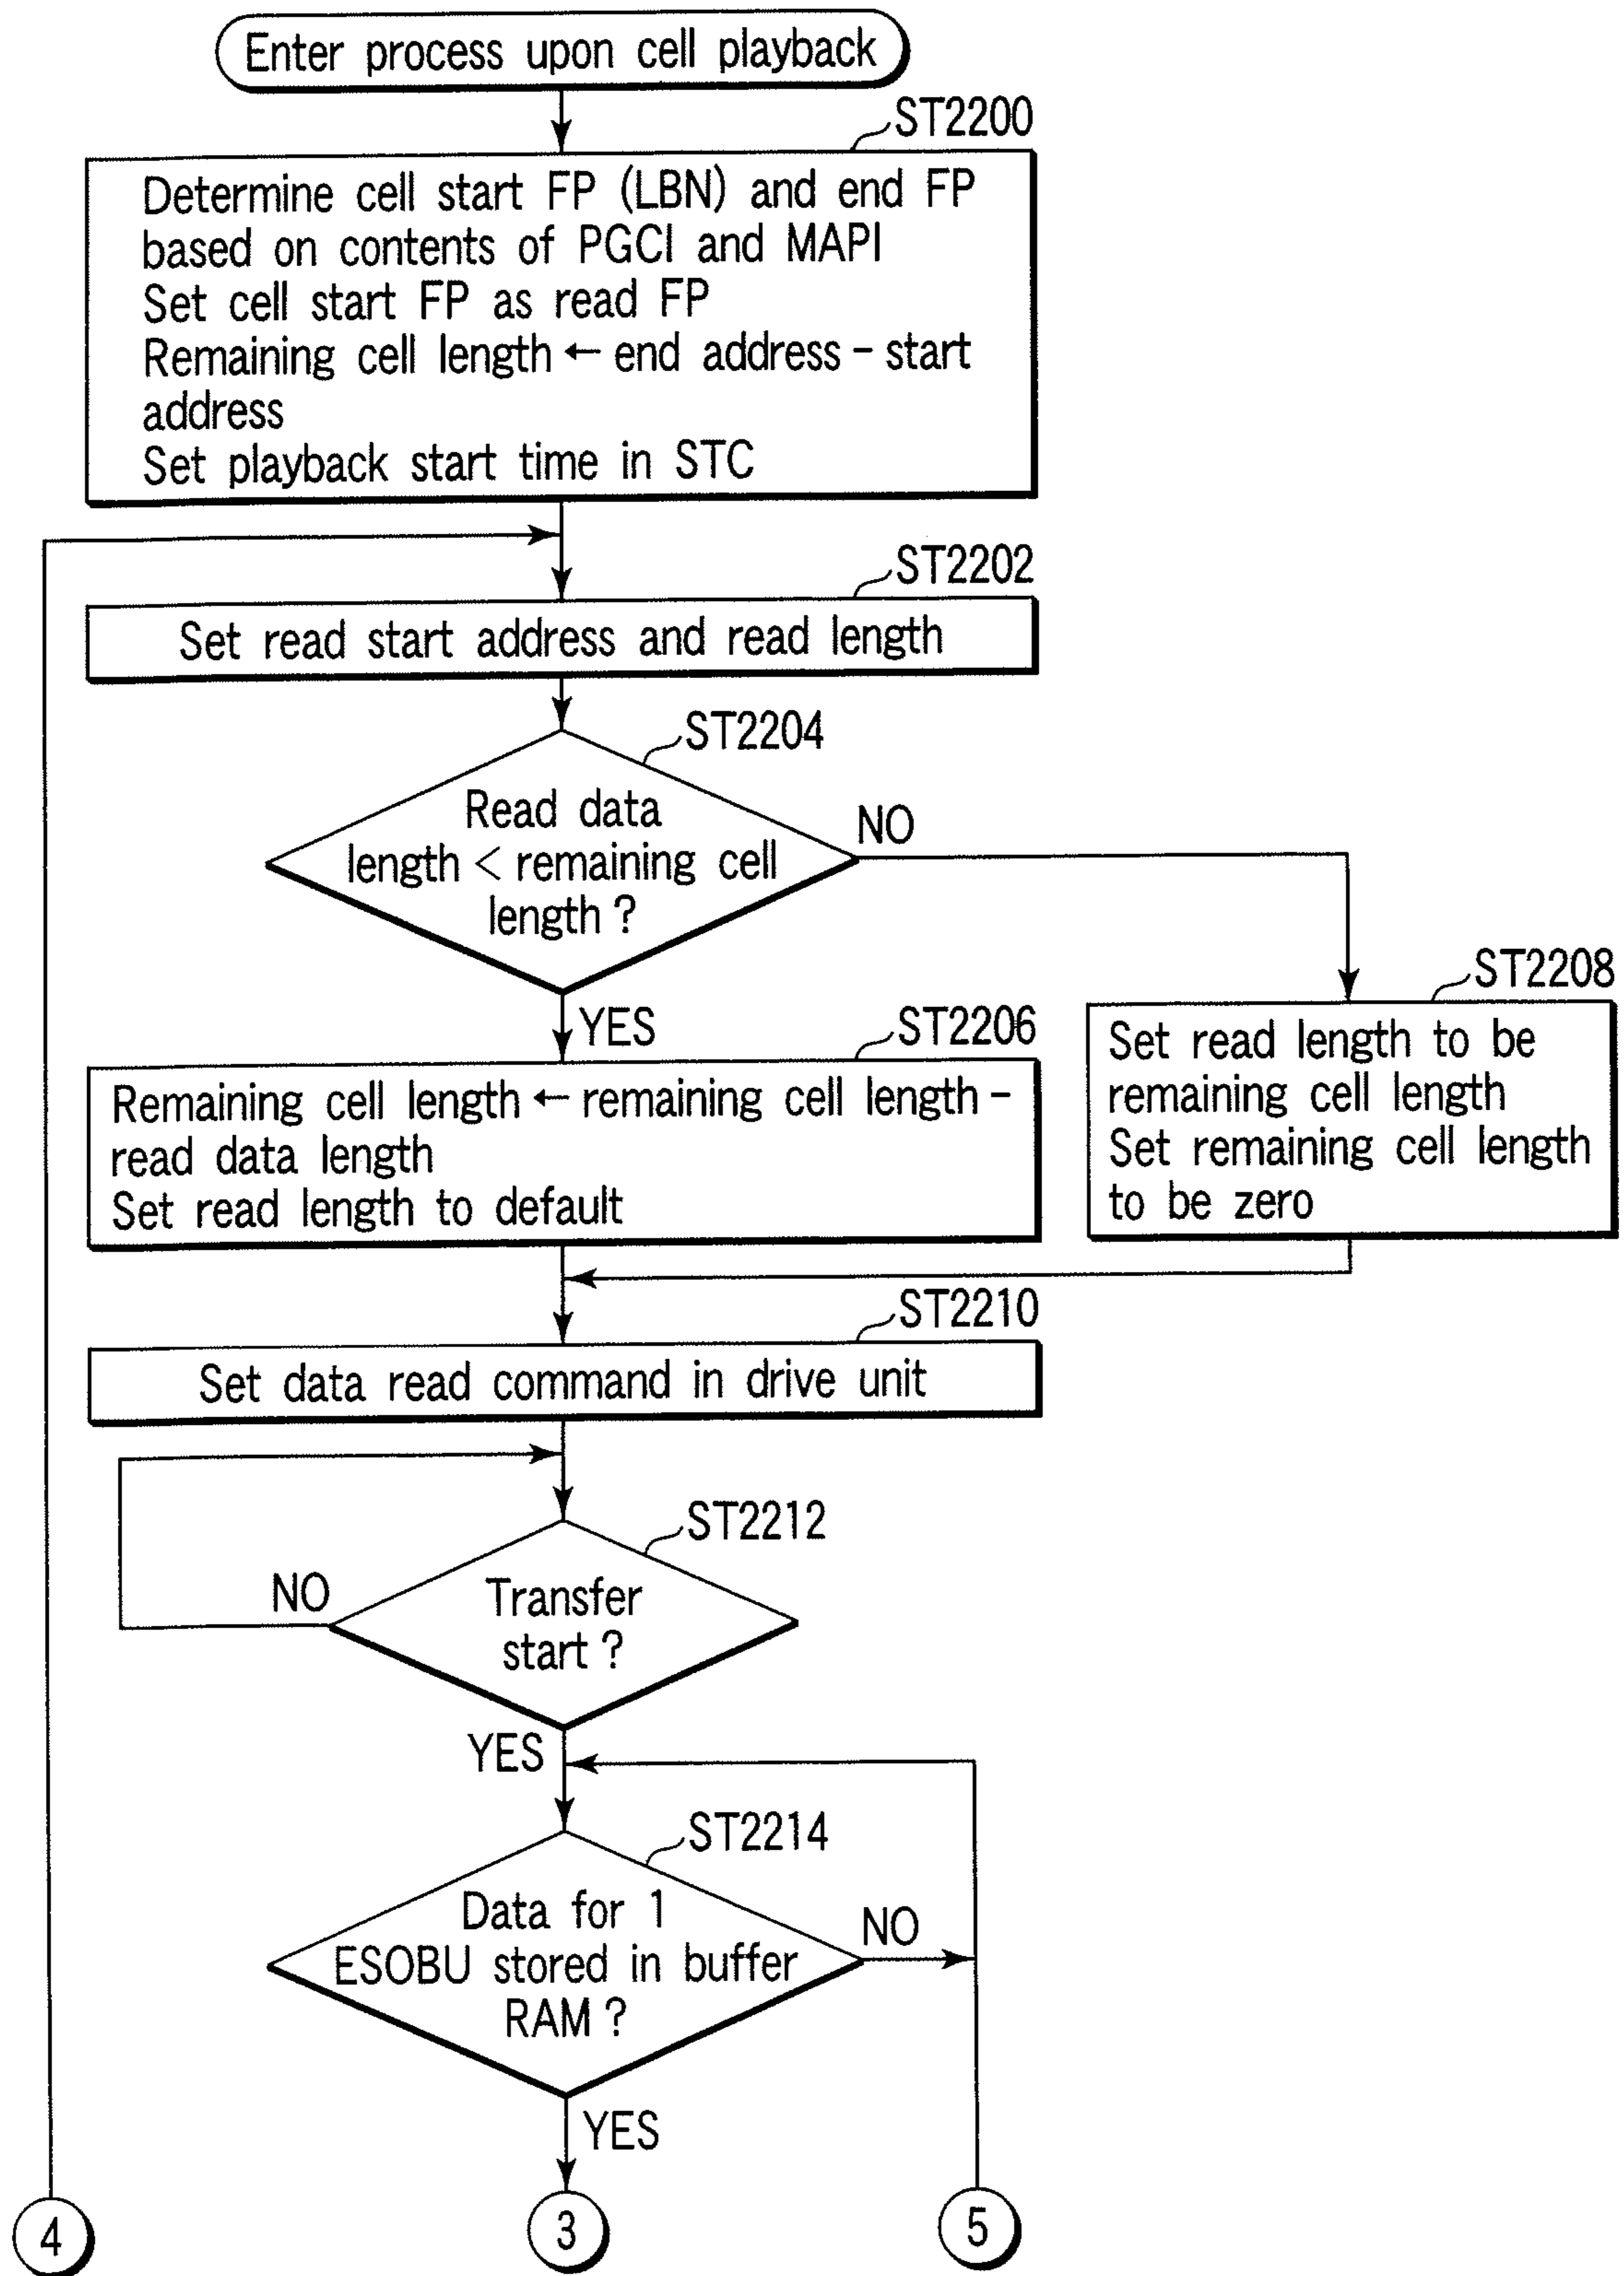 Enter process upon cell playback
ST2200
Determine cell start FP (LBN) and end FP
based on contents of PGCI and MAPI
Set cell start FP as read FP
Remaining cell length ← end address – start
address
Set playback start time in STC
ST2202
Set read start address and read length
ST2204
Read data
length < remaining cell
length ?
NO
YES
ST2206
Remaining cell length ← remaining cell length –
read data length
Set read length to default
ST2208
Set read length to be
remaining cell length
Set remaining cell length
to be zero
ST2210
Set data read command in drive unit
ST2212
Transfer
start ?
NO
YES
ST2214
Data for 1
ESOBU stored in buffer
RAM ?
NO
YES
4
3
5